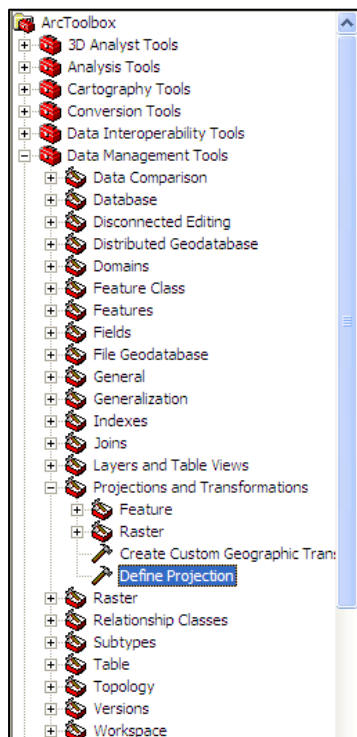 ArcToolbox
3D Analyst Tools
Analysis Tools
Cartography Tools
Conversion Tools
Data Interoperability Tools
Data Management Tools
Data Comparison
Database
Disconnected Editing
Distributed Geodatabase
Domains
Feature Class
Features
Fields
File Geodatabase
General
Generalization
Indexes
Joins
Layers and Table Views
Projections and Transformations
Feature
Raster
Create Custom Geographic Trans
Define Projection
Raster
Relationship Classes
Subtypes
Table
Topology
Versions
Workspace